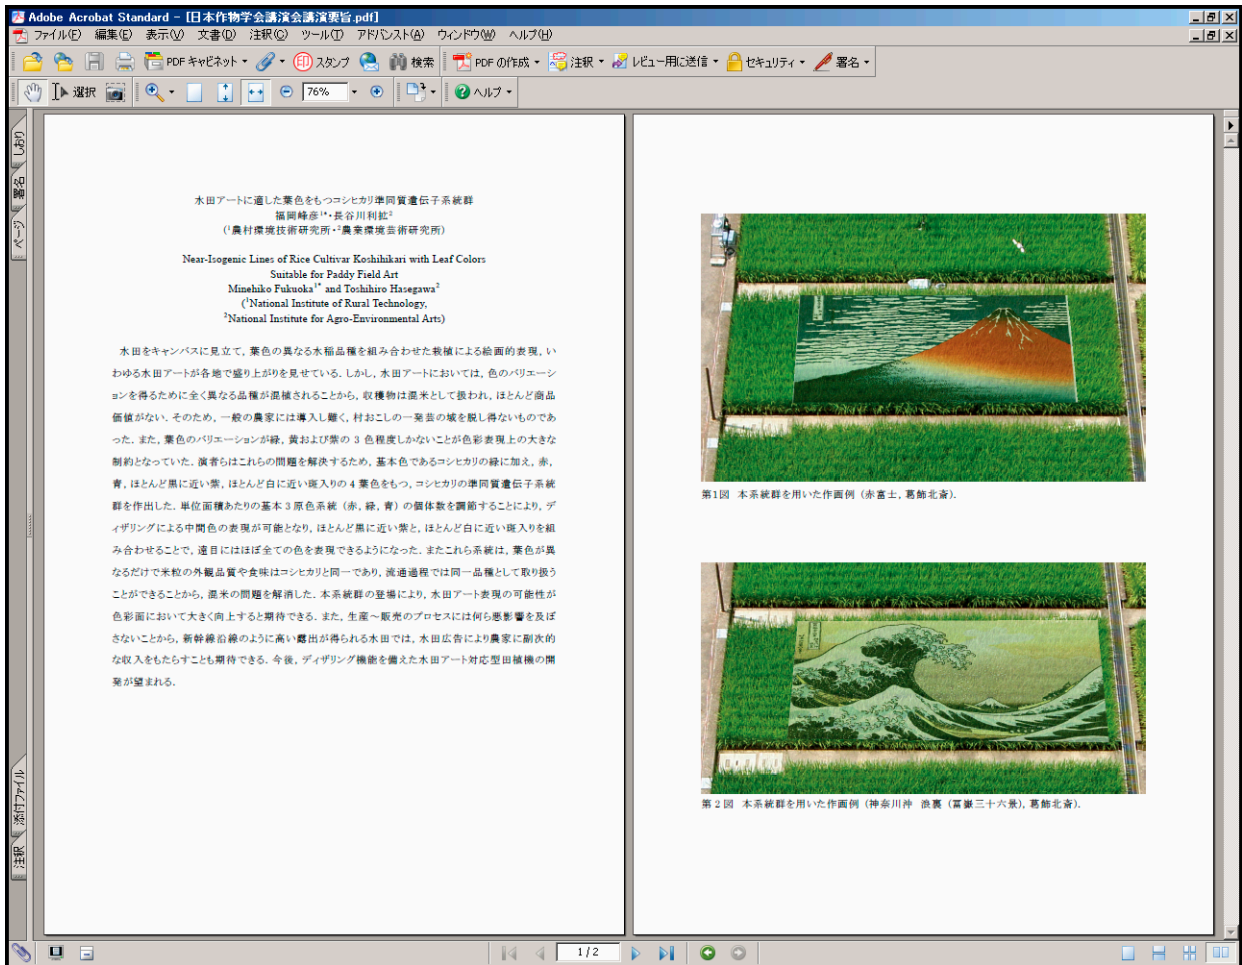 Adobe Acrobat Standard - [日本作物学会講演会講演要旨.pdf]
ファイル(F) 編集(E) 表示(V) 文書(D) 注釈(C) ツール(T) アドバンスト(A) ウィンドウ(W) ヘルプ(H)
PDF キャビネット 印 スタンプ 検索 PDF の作成 注釈 レビュー用に送信 セキュリティ 署名
選択 76% ヘルプ
しおり
署名
ページ
添付ファイル
注釈
水田アートに適した葉色をもつコシヒカリ準同質遺伝子系統群
福岡峰彦1*・長谷川利拡2
(1農村環境技術研究所・2農業環境芸術研究所)
Near-Isogenic Lines of Rice Cultivar Koshihikari with Leaf Colors
Suitable for Paddy Field Art
Minehiko Fukuoka1* and Toshihiro Hasegawa2
(1National Institute of Rural Technology,
2National Institute for Agro-Environmental Arts)
水田をキャンバスに見立て，葉色の異なる水稲品種を組み合わせた栽植による絵画的表現，い
わゆる水田アートが各地で盛り上がりを見せている．しかし，水田アートにおいては，色のバリエーシ
ョンを得るために全く異なる品種が混植されることから，収穫物は混米として扱われ，ほとんど商品
価値がない．そのため，一般の農家には導入し難く，村おこしの一発芸の域を脱し得ないものであ
った．また，葉色のバリエーションが緑，黄および紫の 3 色程度しかないことが色彩表現上の大きな
制約となっていた．演者らはこれらの問題を解決するため，基本色であるコシヒカリの緑に加え，赤，
青，ほとんど黒に近い紫，ほとんど白に近い斑入りの 4 葉色をもつ，コシヒカリの準同質遺伝子系統
群を作出した．単位面積あたりの基本 3 原色系統 (赤，緑，青) の個体数を調節することにより，デ
ィザリングによる中間色の表現が可能となり，ほとんど黒に近い紫と，ほとんど白に近い斑入りを組
み合わせることで，遠目にはほぼ全ての色を表現できるようになった．またこれら系統は，葉色が異
なるだけで米粒の外観品質や食味はコシヒカリと同一であり，流通過程では同一品種として取り扱う
ことができることから，混米の問題を解消した．本系統群の登場により，水田アート表現の可能性が
色彩面において大きく向上すると期待できる．また，生産～販売のプロセスには何ら悪影響を及ぼ
さないことから，新幹線沿線のように高い露出が得られる水田では，水田広告により農家に副次的
な収入をもたらすことも期待できる．今後，ディザリング機能を備えた水田アート対応型田植機の開
発が望まれる．
第1図 本系統群を用いた作画例 (赤富士，葛飾北斎)．
第2図 本系統群を用いた作画例 (神奈川沖 浪裏 (富嶽三十六景)，葛飾北斎)．
1/2